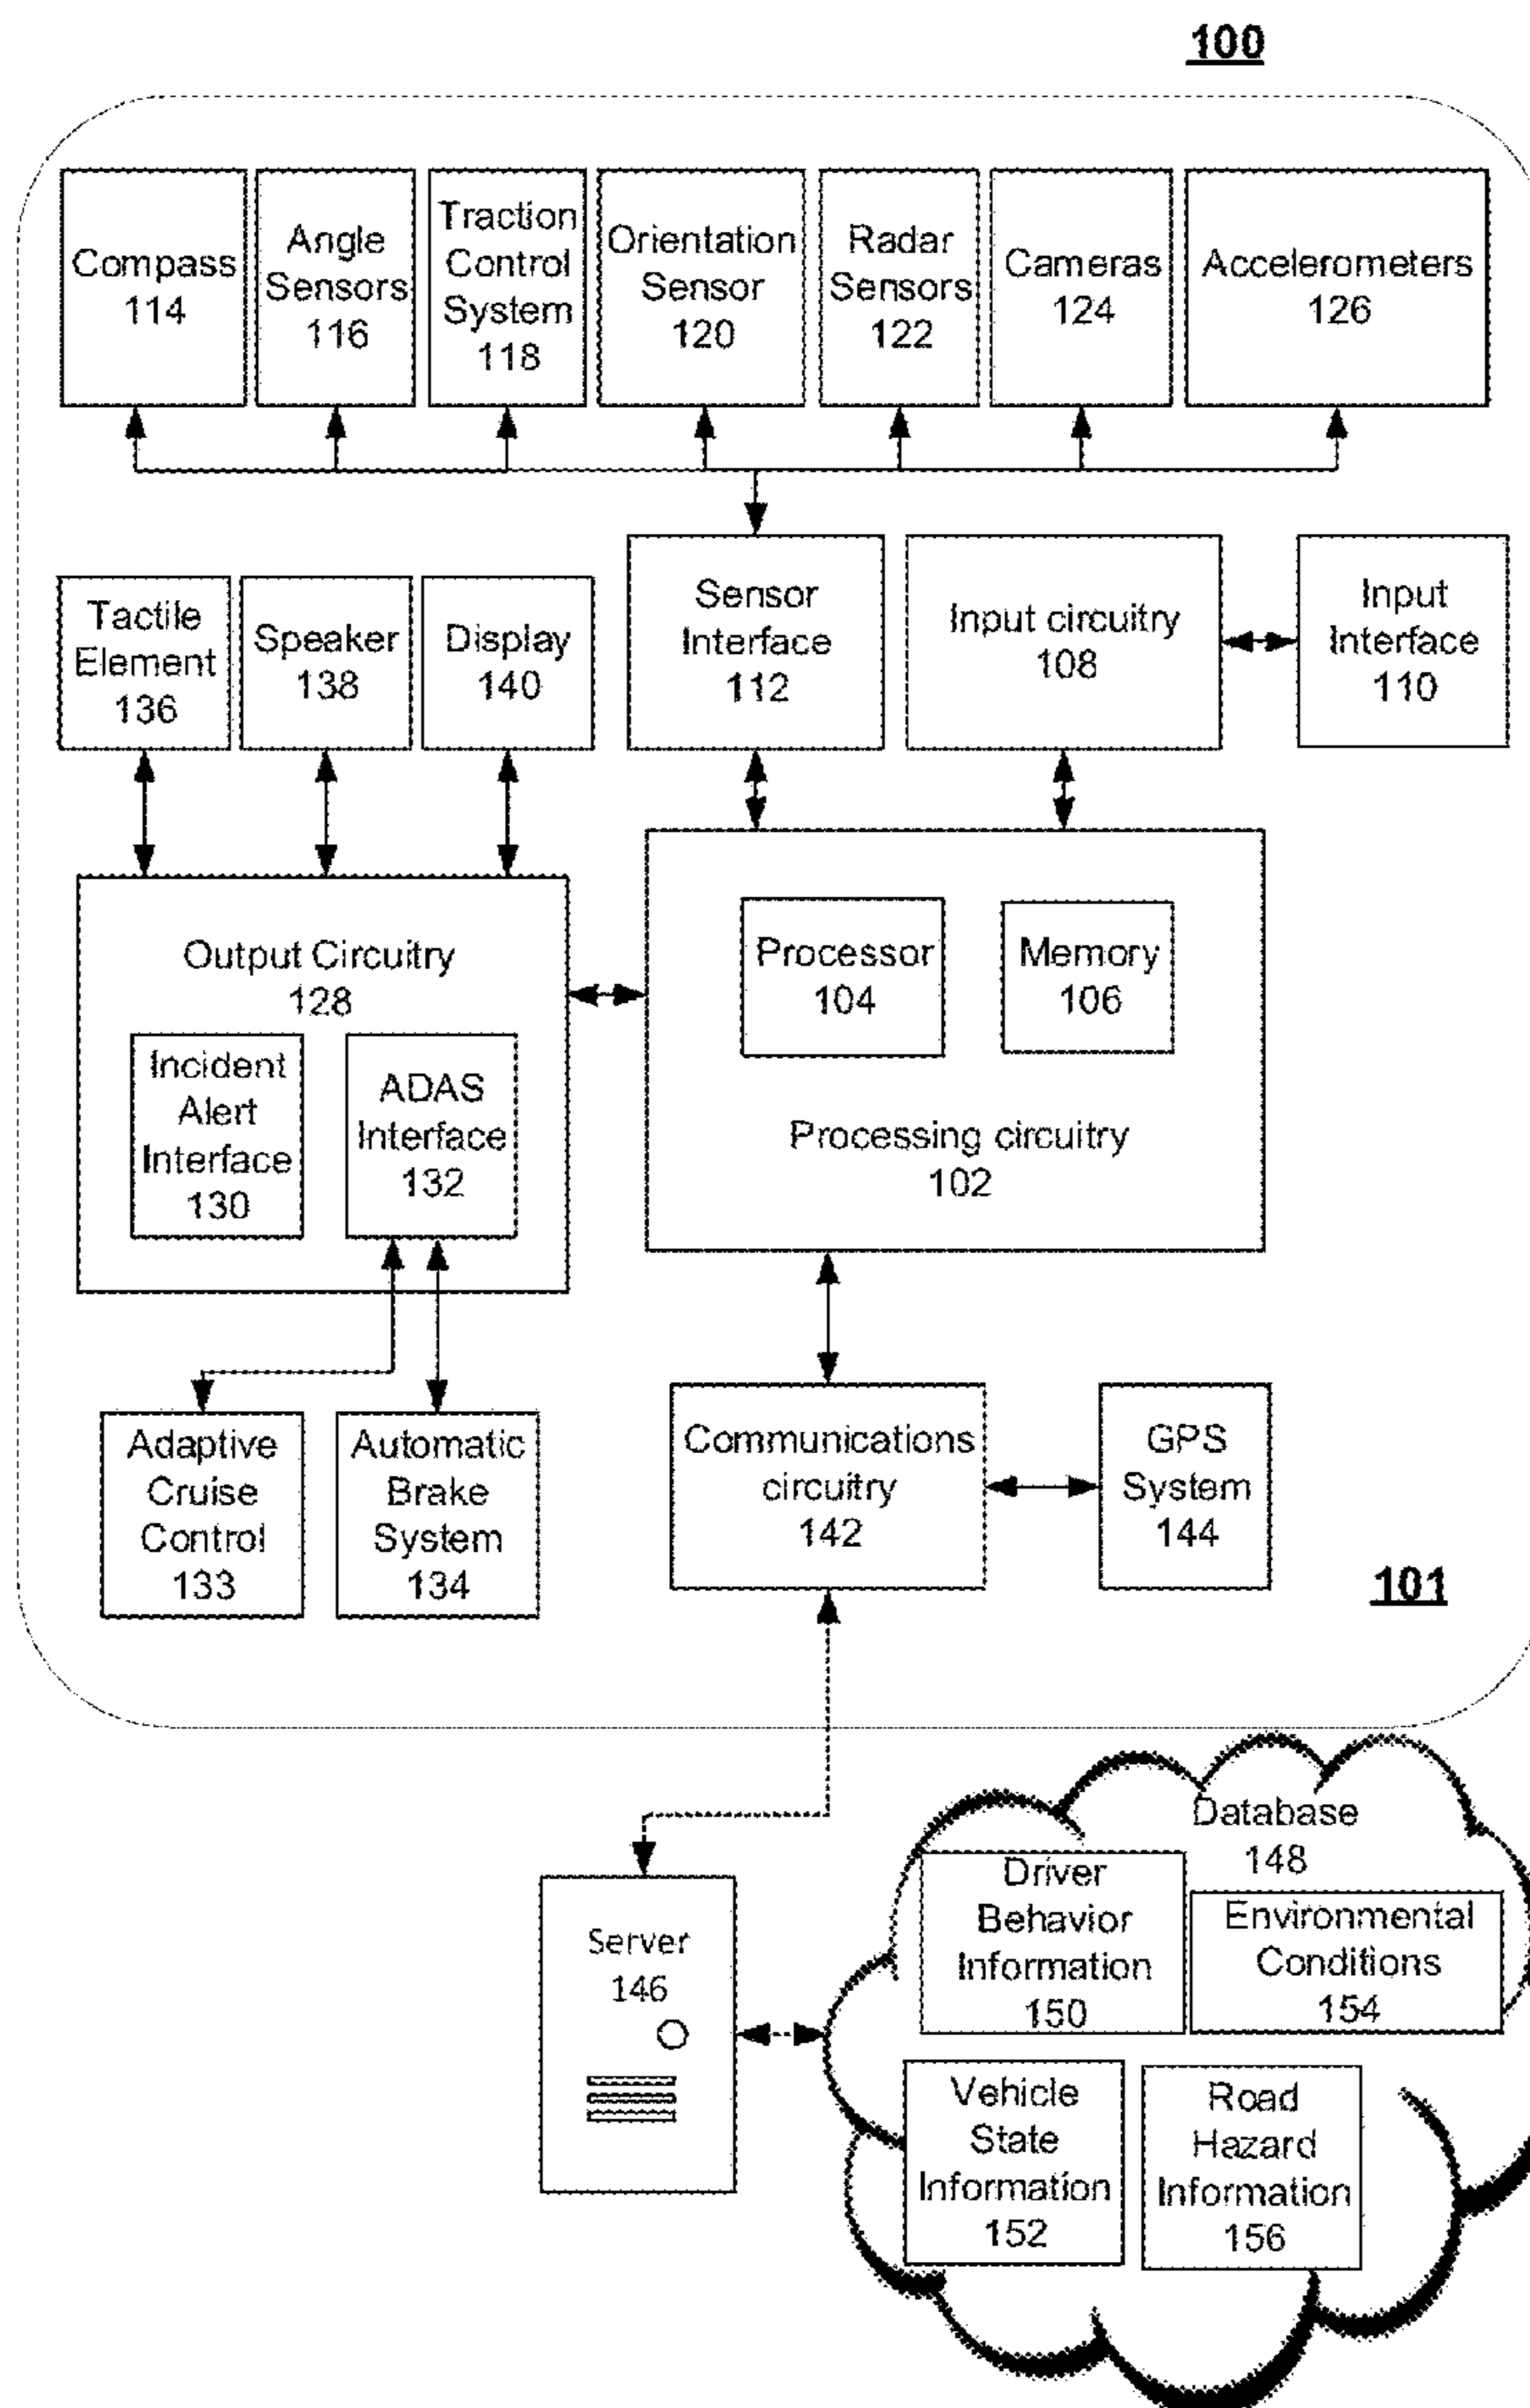 100
Compass
114
Angle
Sensors
116
Traction
Control
System
118
Orientation
Sensor
120
Radar
Sensors
122
Cameras
124
Accelerometers
126
Tactile
Element
136
Speaker
138
Display
140
Sensor
Interface
112
Input circuitry
108
Input
Interface
110
Output Circuitry
128
Incident
Alert
Interface
130
ADAS
Interface
132
Processor
104
Memory
106
Processing circuitry
102
Adaptive
Cruise
Control
133
Automatic
Brake
System
134
Communications
circuitry
142
GPS
System
144
101
Server
146
Database
148
Driver
Behavior
Information
150
Environmental
Conditions
154
Vehicle
State
Information
152
Road
Hazard
Information
156